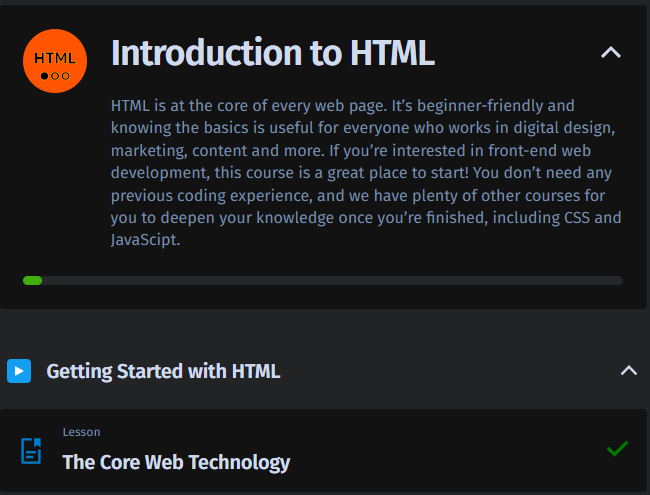 HTML
Introduction to HTML
HTML is at the core of every web page. It's beginner-friendly and
knowing the basics is useful for everyone who works in digital design,
marketing, content and more. If you're interested in front-end web
development, this course is a great place to start! You don't need any
previous coding experience, and we have plenty of other courses for
you to deepen your knowledge once you're finished, including CSS and
JavaScipt.
Getting Started with HTML
Lesson
The Core Web Technology